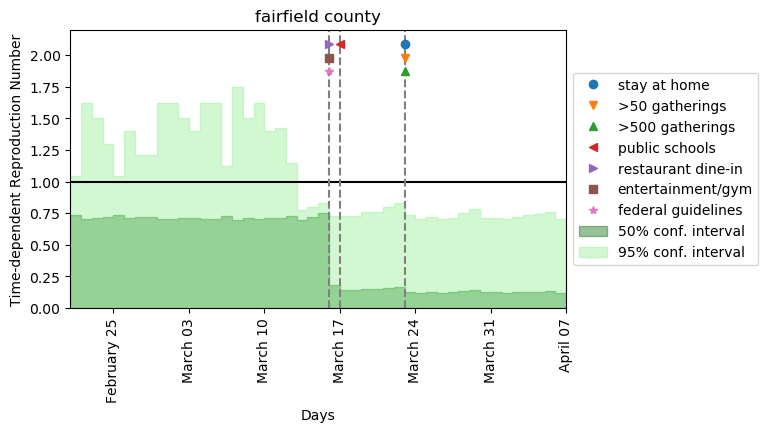 fairfield county
Time-dependent Reproduction Number
2.00
1.75
1.50
1.25
1.00
0.75
0.50
0.25
0.00
February 25
March 03
March 10
March 17
March 24
March 31
April 07
Days
stay at home
>50 gatherings
>500 gatherings
public schools
restaurant dine-in
entertainment/gym
federal guidelines
50% conf. interval
95% conf. interval